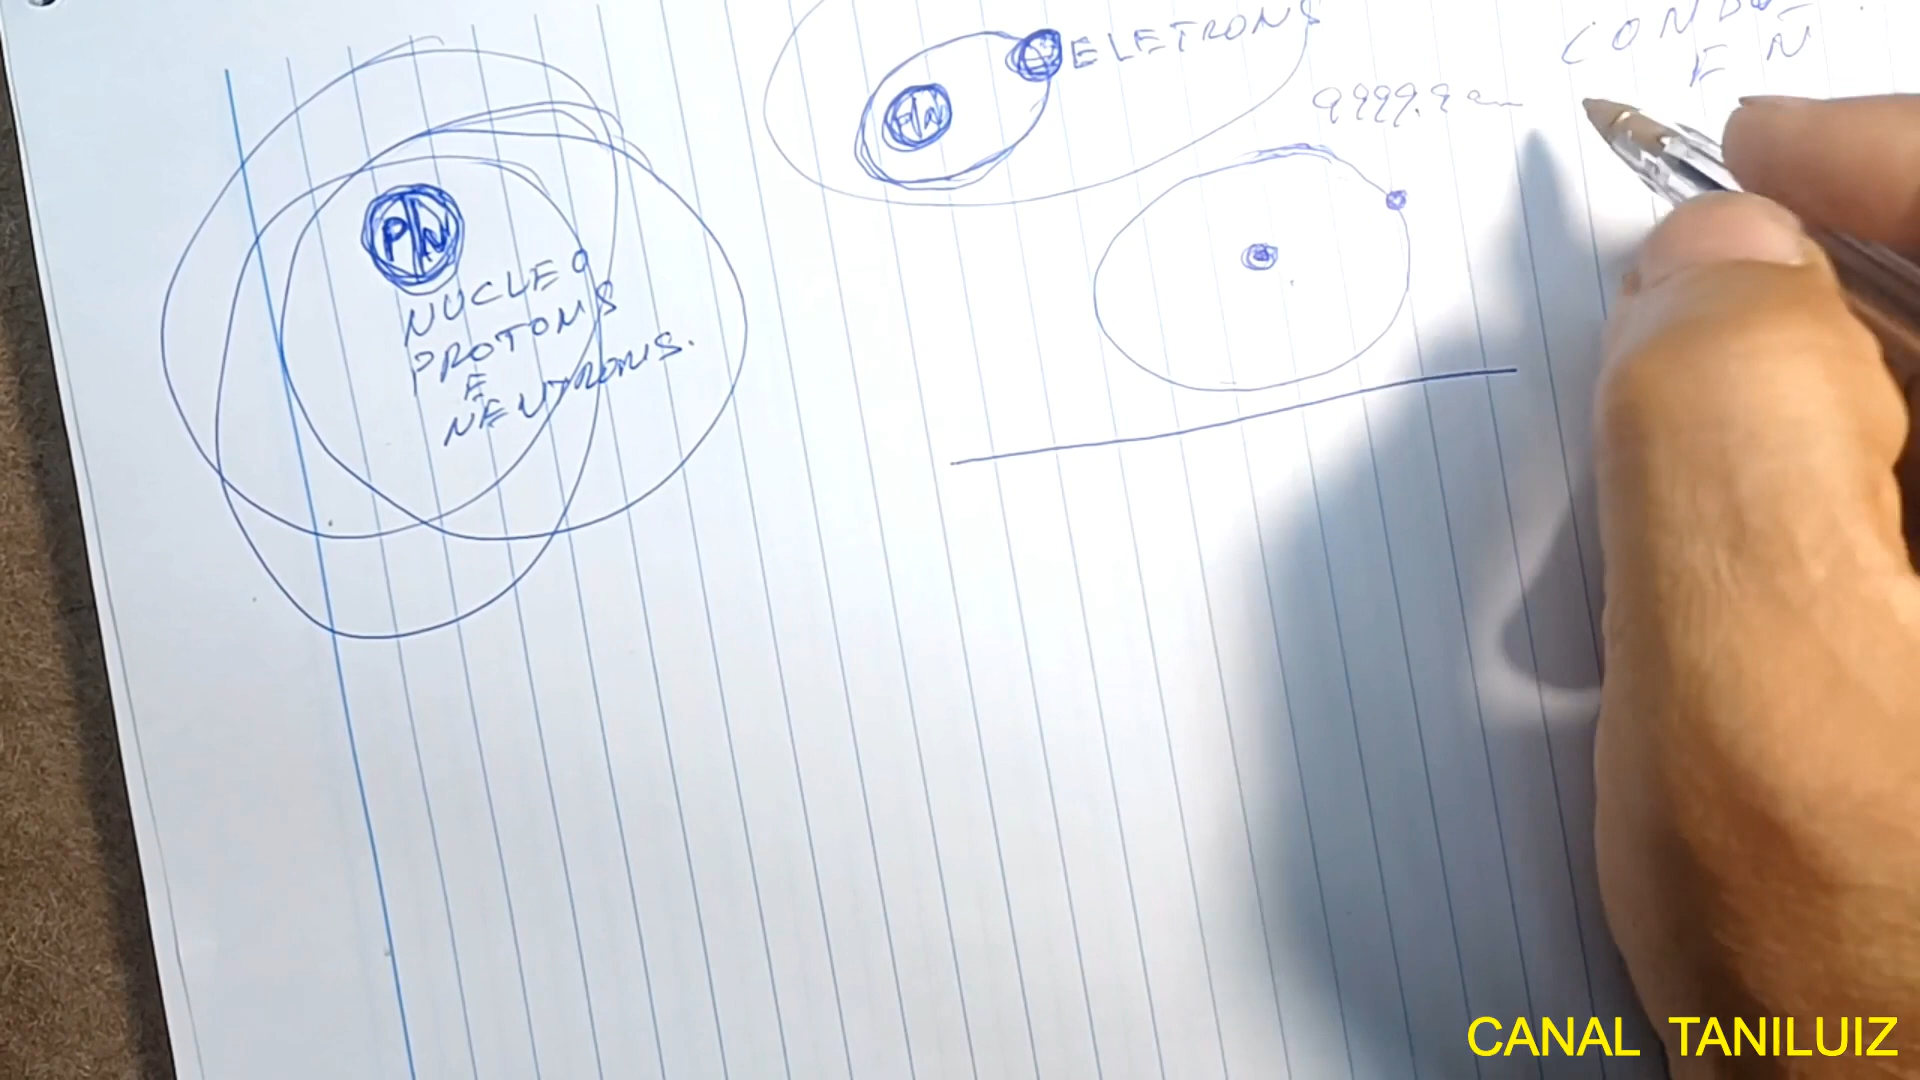 P N
NUCLEO
PROTONS
E
NEUTRONS.
P N
ELETRONS
E N
CANAL TANILUIZ